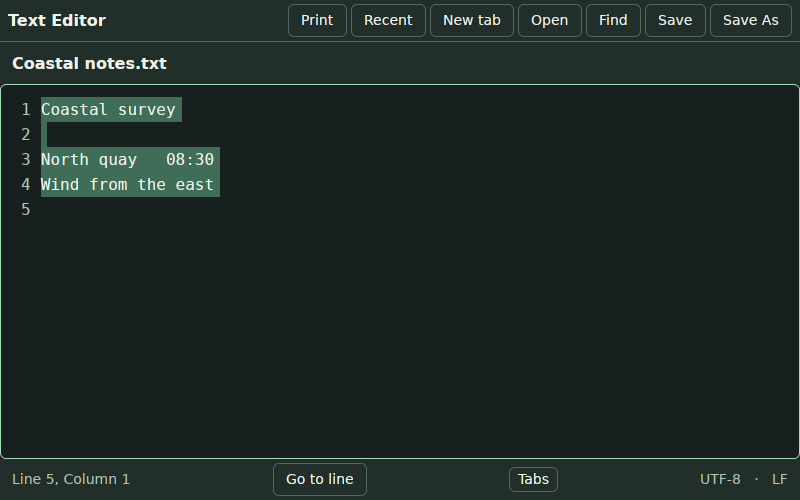 Text Editor Print Recent New tab Open Find Save Save As
Coastal notes.txt
1 Coastal survey
2
3 North quay   08:30
4 Wind from the east
5
Line 5, Column 1 Go to line Tabs UTF-8 · LF